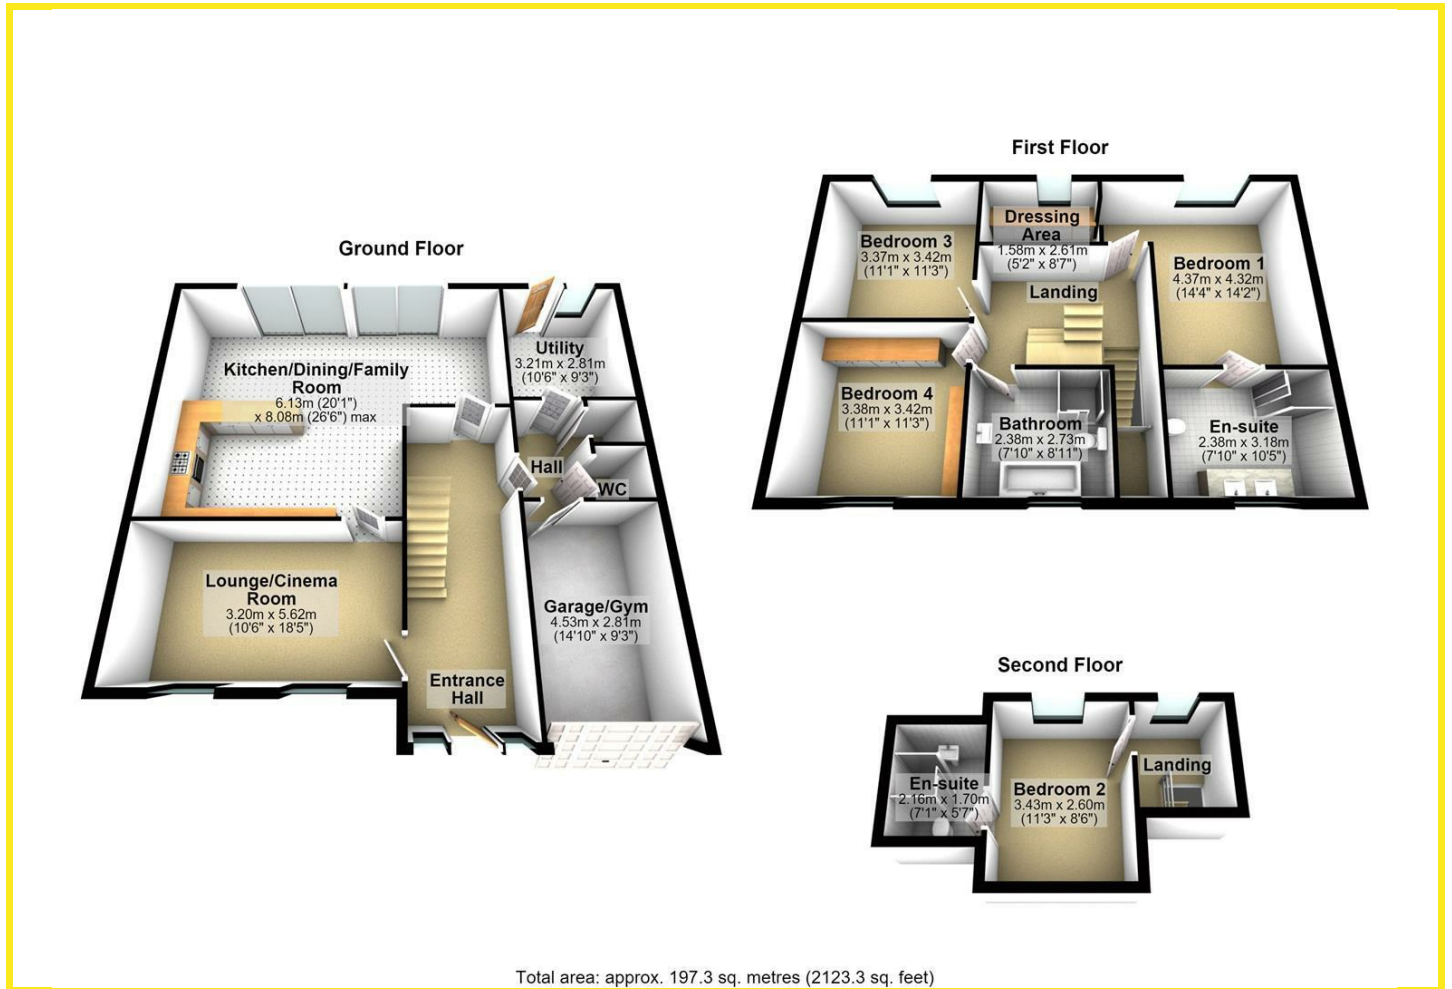 Ground Floor
Kitchen/Dining/Family
Room
6.13m (20'1")
x 8.08m (26'6") max
Utility
3.21m x 2.81m
(10'6" x 9'3")
Hall
WC
Lounge/Cinema
Room
3.20m x 5.62m
(10'6" x 18'5")
Garage/Gym
4.53m x 2.81m
(14'10" x 9'3")
Entrance
Hall
First Floor
Bedroom 3
3.37m x 3.42m
(11'1" x 11'3")
Dressing
Area
1.58m x 2.61m
(5'2" x 8'7")
Bedroom 1
4.37m x 4.32m
(14'4" x 14'2")
Landing
Bedroom 4
3.38m x 3.42m
(11'1" x 11'3")
Bathroom
2.38m x 2.73m
(7'10" x 8'11")
En-suite
2.38m x 3.18m
(7'10" x 10'5")
Second Floor
En-suite
2.16m x 1.70m
(7'1" x 5'7")
Bedroom 2
3.43m x 2.60m
(11'3" x 8'6")
Landing
Total area: approx. 197.3 sq. metres (2123.3 sq. feet)